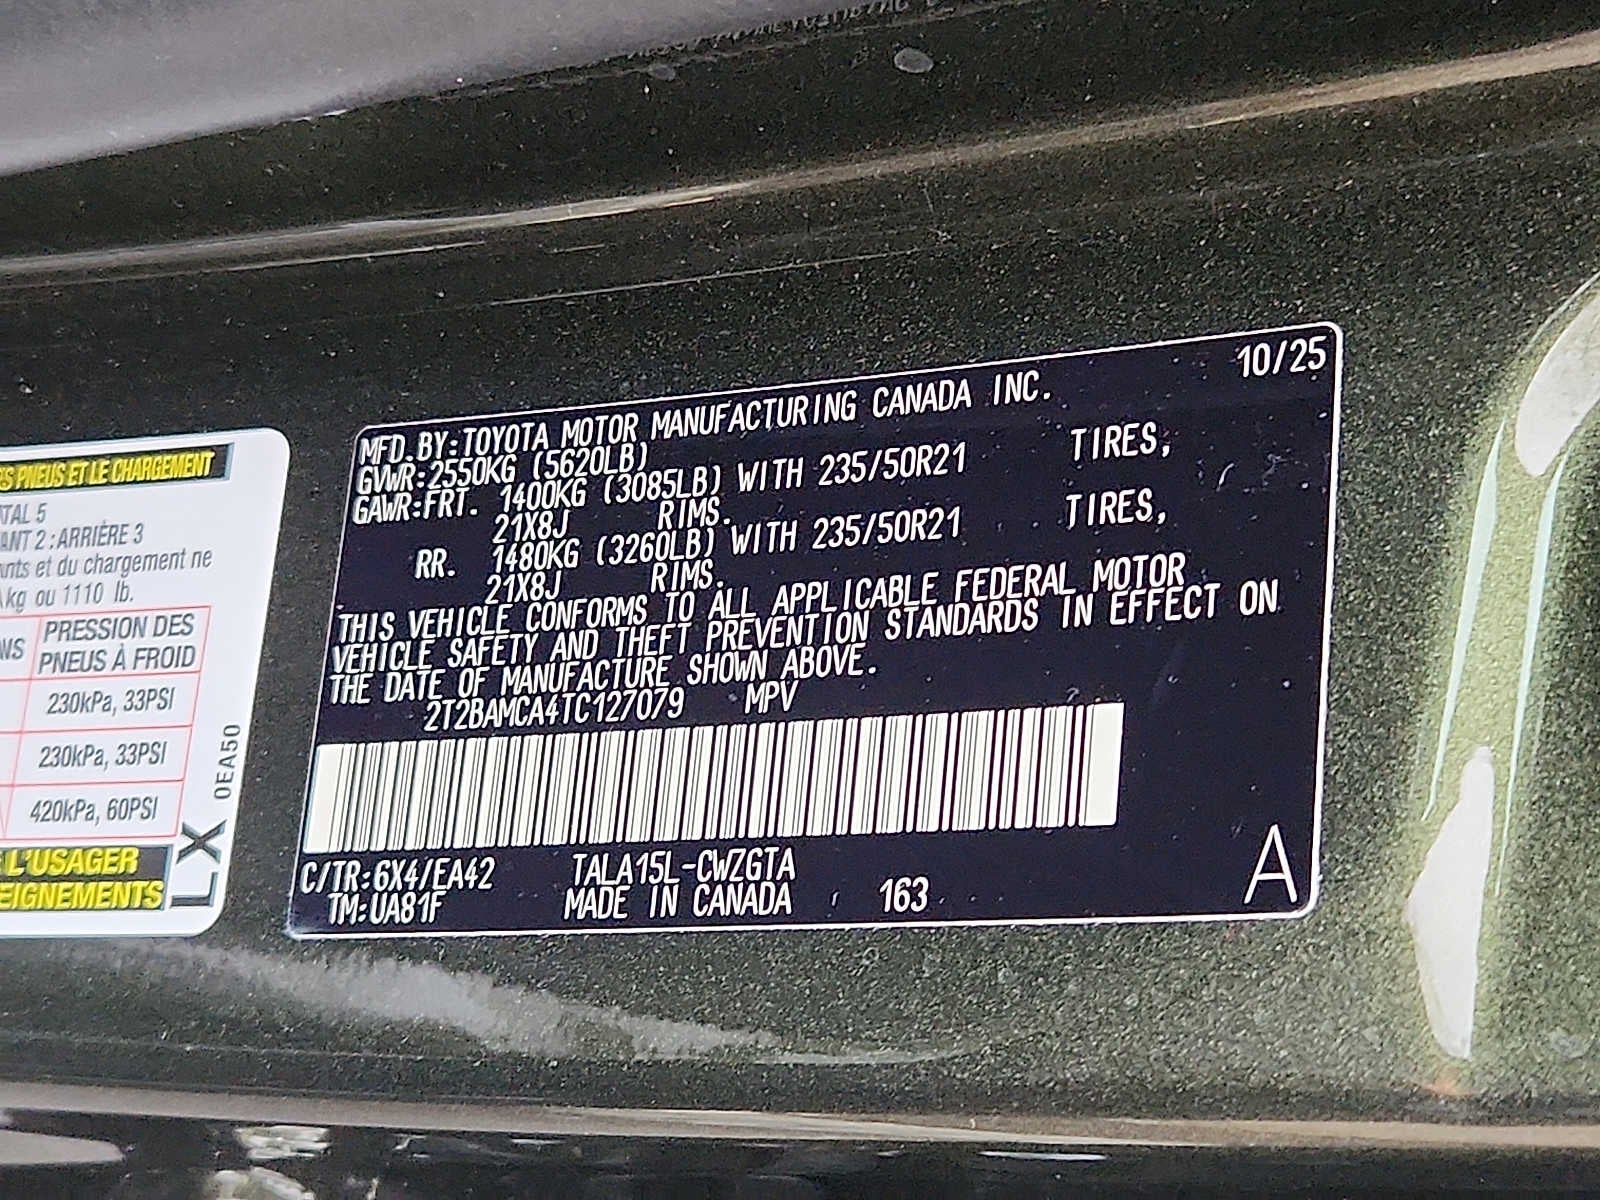 S PNEUS ET LE CHARGEMENT
TAL 5
ANT 2 : ARRIÈRE 3
ants et du chargement ne
kg ou 1110 lb.
NS PRESSION DES
PNEUS À FROID
230kPa, 33PSI
230kPa, 33PSI
420kPa, 60PSI
L'USAGER
EIGNEMENTS
LX
0EA50
10/25
MFD. BY: TOYOTA MOTOR MANUFACTURING CANADA INC.
GVWR: 2550KG (5620LB)
GAWR: FRT. 1400KG (3085LB) WITH 235/50R21 TIRES,
21X8J RIMS.
RR. 1480KG (3260LB) WITH 235/50R21 TIRES,
21X8J RIMS.
THIS VEHICLE CONFORMS TO ALL APPLICABLE FEDERAL MOTOR
VEHICLE SAFETY AND THEFT PREVENTION STANDARDS IN EFFECT ON
THE DATE OF MANUFACTURE SHOWN ABOVE.
2T2BAMCA4TC127079 MPV
C/TR: 6X4/EA42 TALA15L-CWZGTA
TM: UA81F MADE IN CANADA 163
A